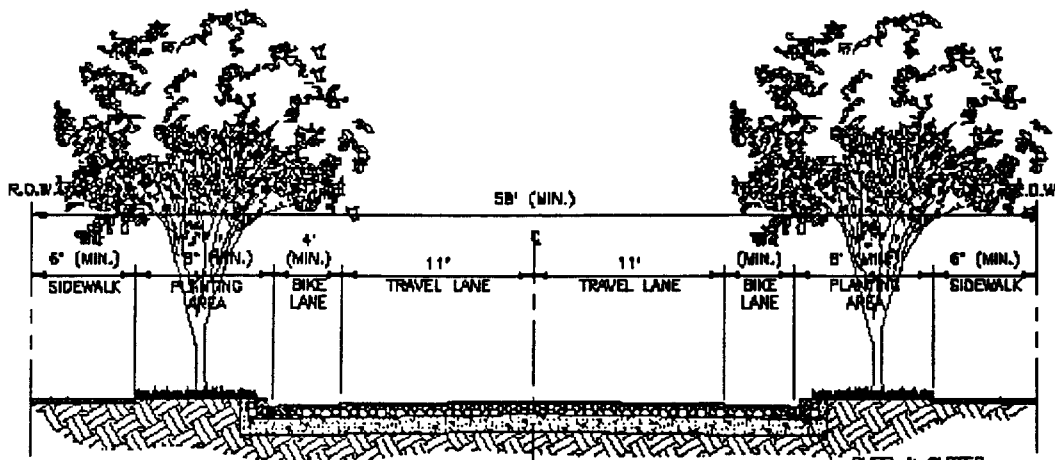 R.O.W.
58' (MIN.)
R.O.W.
℄
6' (MIN.)
8' (MIN.)
4'
(MIN.)
11'
11'
(MIN.)
8' (MIN.)
6' (MIN.)
SIDEWALK
PLANTING
AREA
BIKE
LANE
TRAVEL LANE
TRAVEL LANE
BIKE
LANE
PLANTING
AREA
SIDEWALK